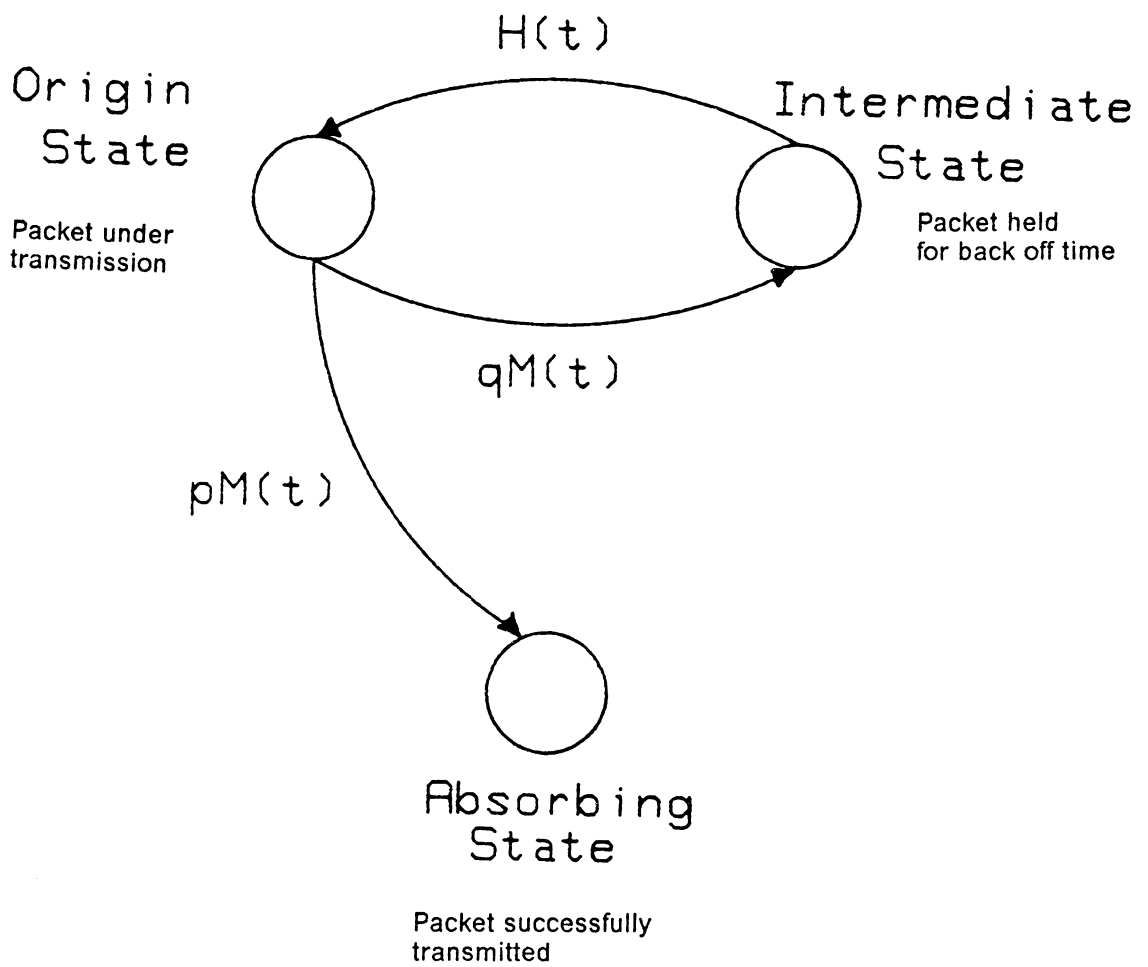 H(t)
Origin
State
Intermediate
State
Packet under
transmission
Packet held
for back off time
qM(t)
pM(t)
Absorbing
State
Packet successfully
transmitted